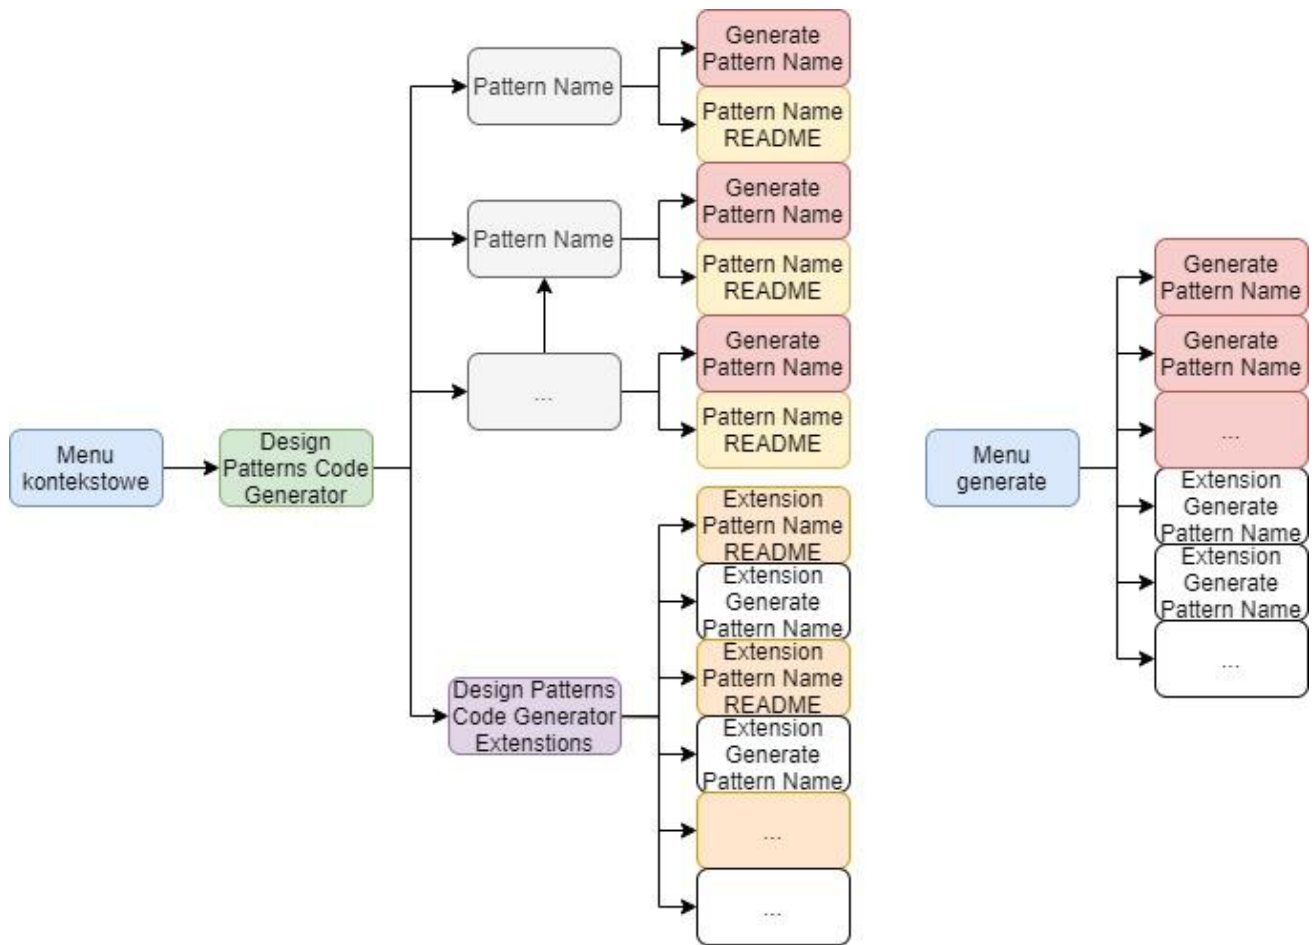 Generate
Pattern Name
Pattern Name
Pattern Name
README
Generate
Pattern Name
Pattern Name
Pattern Name
README
Generate
Pattern Name
...
Pattern Name
README
Menu
kontekstowe
Design
Patterns Code
Generator
Extension
Pattern Name
README
Extension
Generate
Pattern Name
Extension
Pattern Name
README
Design Patterns
Code Generator
Extenstions
Extension
Generate
Pattern Name
...
...
Menu
generate
Generate
Pattern Name
Generate
Pattern Name
...
Extension
Generate
Pattern Name
Extension
Generate
Pattern Name
...